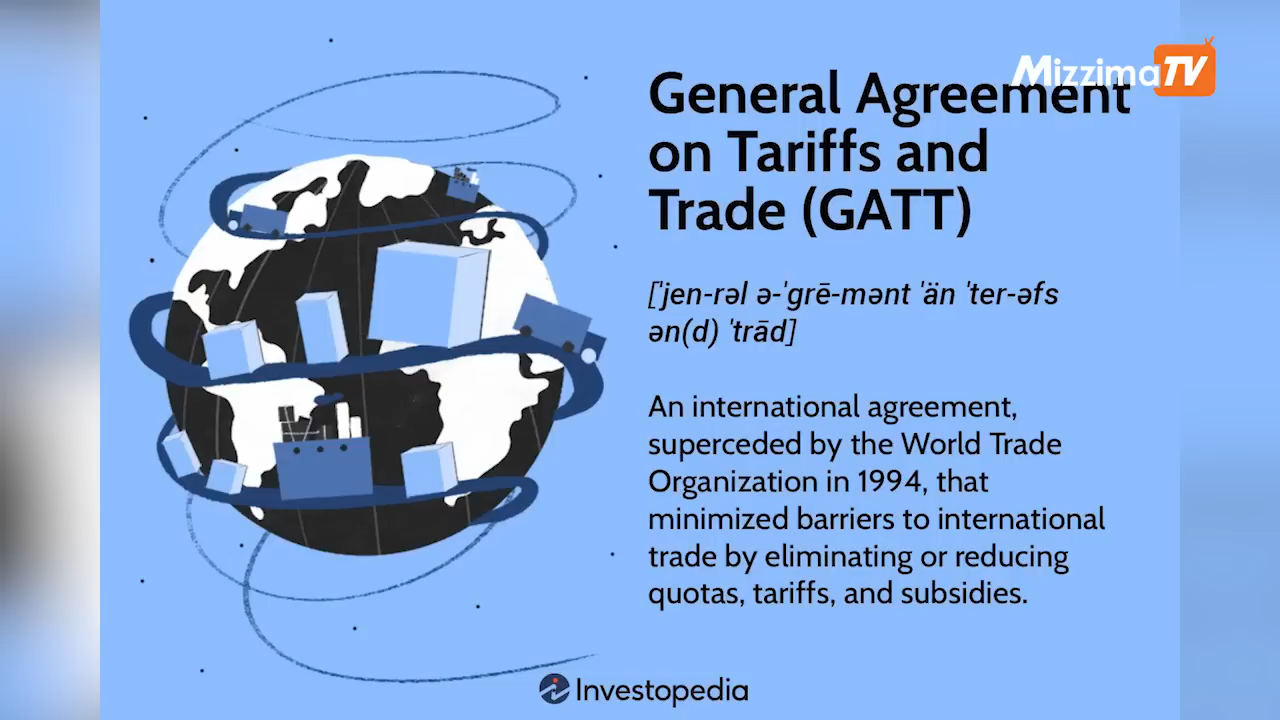 MizzimaTV
General Agreement
on Tariffs and
Trade (GATT)
[ˈjen-rəl ə-ˈgrē-mənt ˈän ˈter-əfs
ən(d) ˈtrād]
An international agreement,
superceded by the World Trade
Organization in 1994, that
minimized barriers to international
trade by eliminating or reducing
quotas, tariffs, and subsidies.
Investopedia